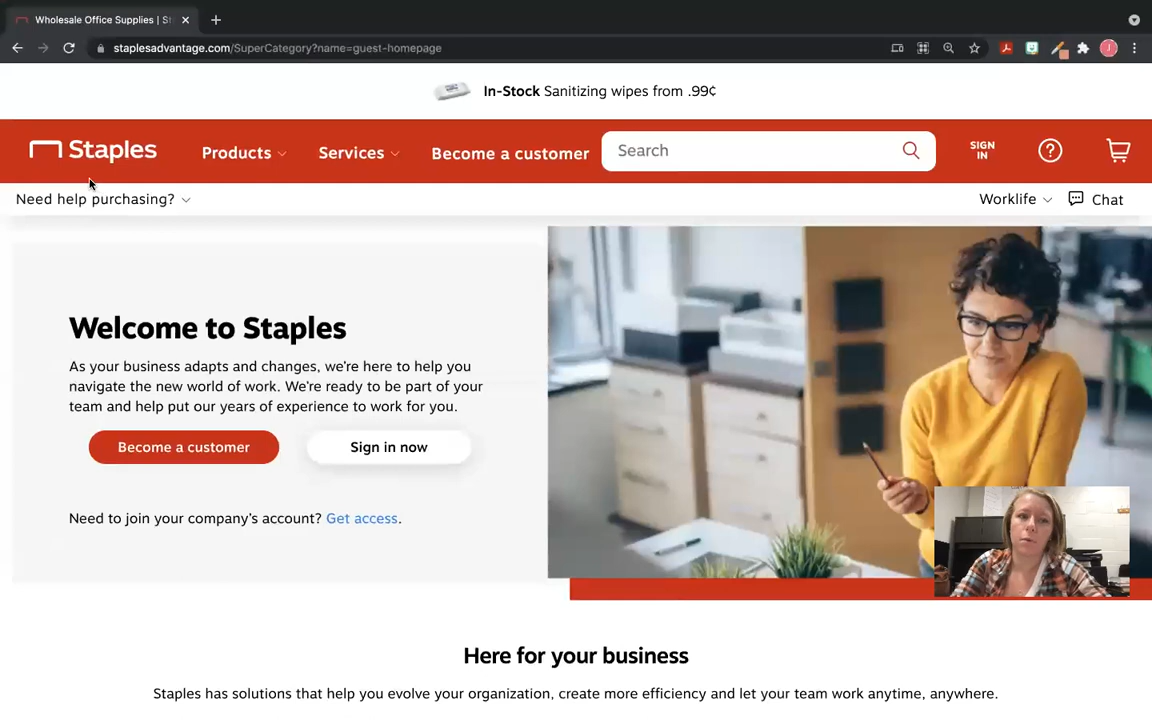 Wholesale Office Supplies | St
staplesadvantage.com/SuperCategory?name=guest-homepage
J
In-Stock Sanitizing wipes from .99¢
Staples
Products
Services
Become a customer
Search
SIGN IN
Need help purchasing?
Worklife
Chat
Welcome to Staples
As your business adapts and changes, we're here to help you
navigate the new world of work. We're ready to be part of your
team and help put our years of experience to work for you.
Become a customer
Sign in now
Need to join your company's account? Get access.
Here for your business
Staples has solutions that help you evolve your organization, create more efficiency and let your team work anytime, anywhere.